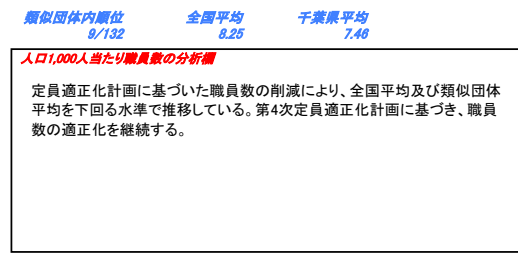 類似団体内順位 全国平均 千葉県平均
9/132 8.25 7.46
人口1,000人当たり職員数の分析欄
定員適正化計画に基づいた職員数の削減により、全国平均及び類似団体
平均を下回る水準で推移している。第4次定員適正化計画に基づき、職員
数の適正化を継続する。